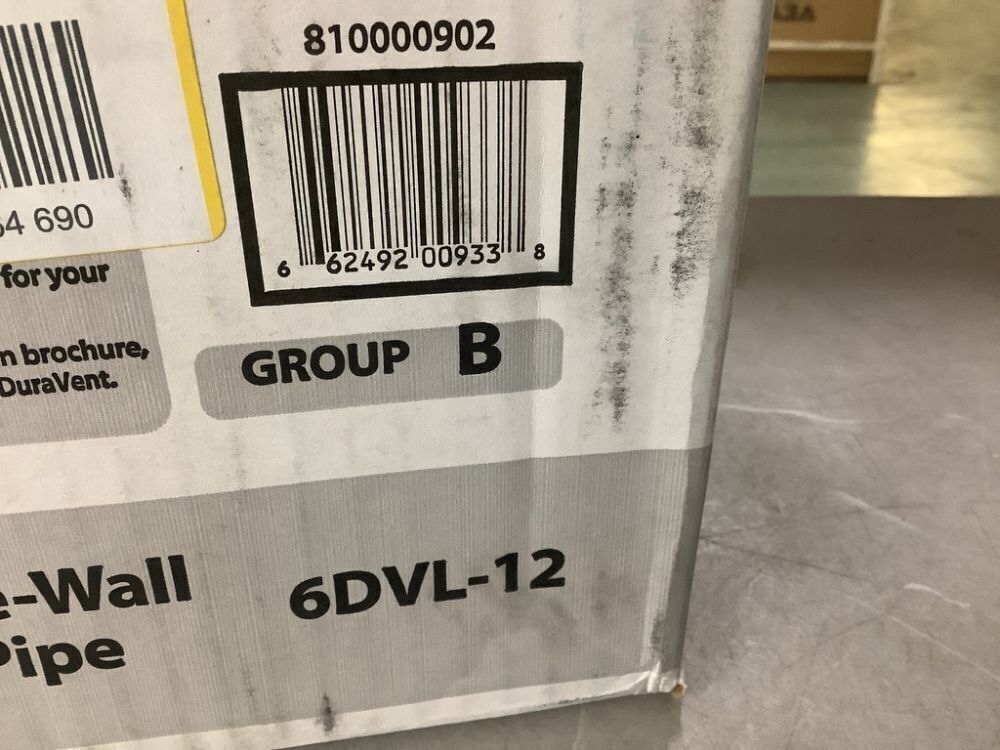 810000902
6 62492 00933 8
54 690
for your
n brochure,
DuraVent.
GROUP B
e-Wall
Pipe
6DVL-12